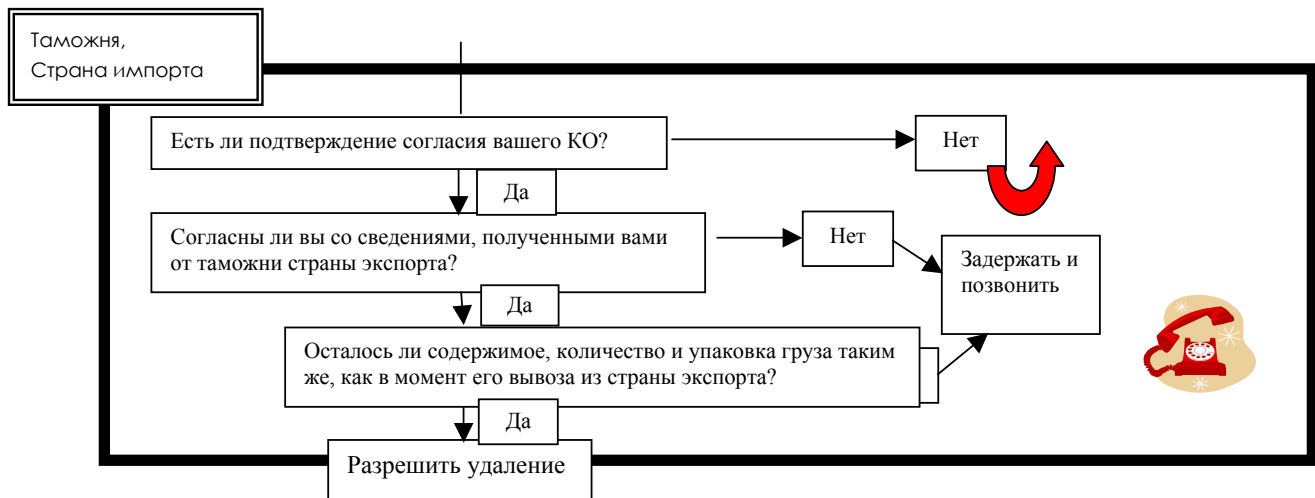 Таможня,
Страна импорта
Есть ли подтверждение согласия вашего КО?
Нет
Да
Согласны ли вы со сведениями, полученными вами
от таможни страны экспорта?
Нет
Задержать и
позвонить
Да
Осталось ли содержимое, количество и упаковка груза таким
же, как в момент его вывоза из страны экспорта?
Да
Разрешить удаление